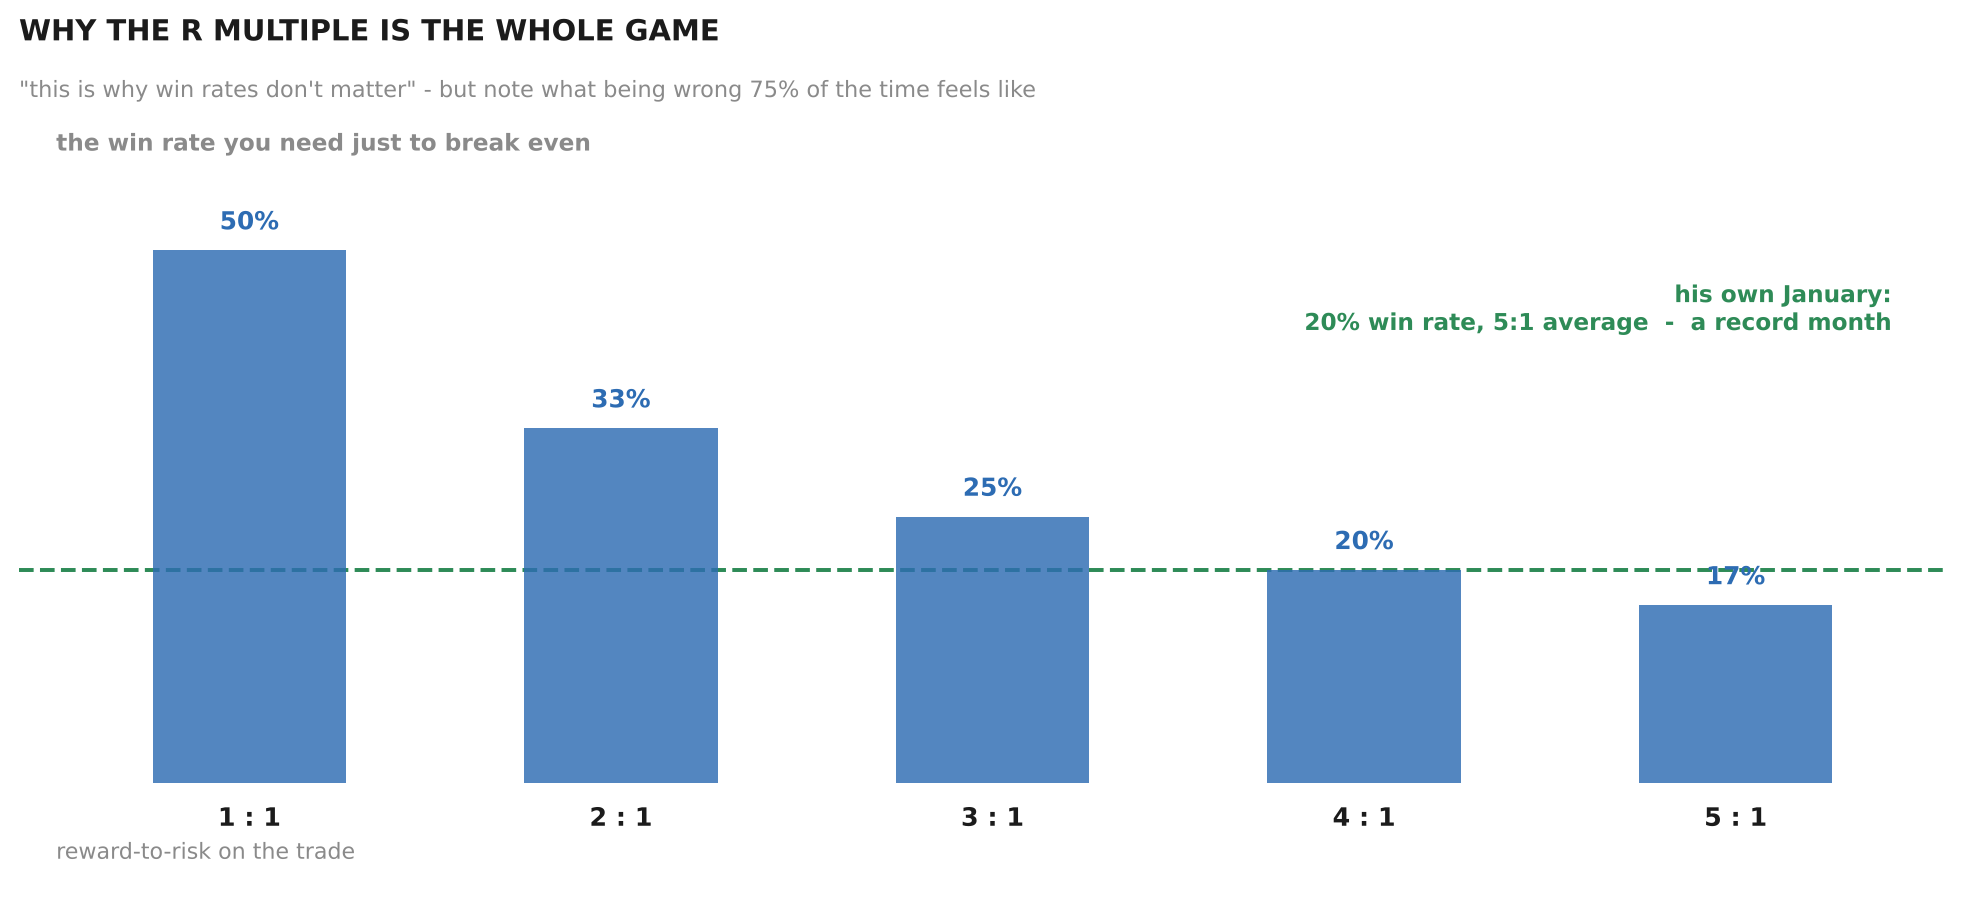 WHY THE R MULTIPLE IS THE WHOLE GAME
"this is why win rates don't matter" - but note what being wrong 75% of the time feels like
the win rate you need just to break even
50%
his own January:
20% win rate, 5:1 average  -  a record month
33%
25%
20%
17%
1 : 1
2 : 1
3 : 1
4 : 1
5 : 1
reward-to-risk on the trade